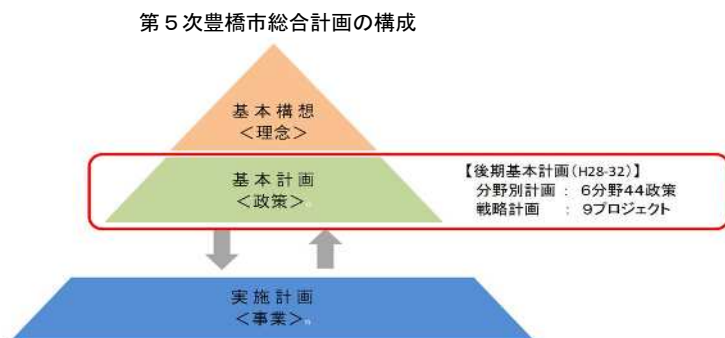 第５次豊橋市総合計画の構成
基本構想
＜理念＞
基本計画
＜政策＞
【後期基本計画(H28-32)】
分野別計画 ： 6分野44政策
戦略計画 ： 9プロジェクト
実施計画
＜事業＞